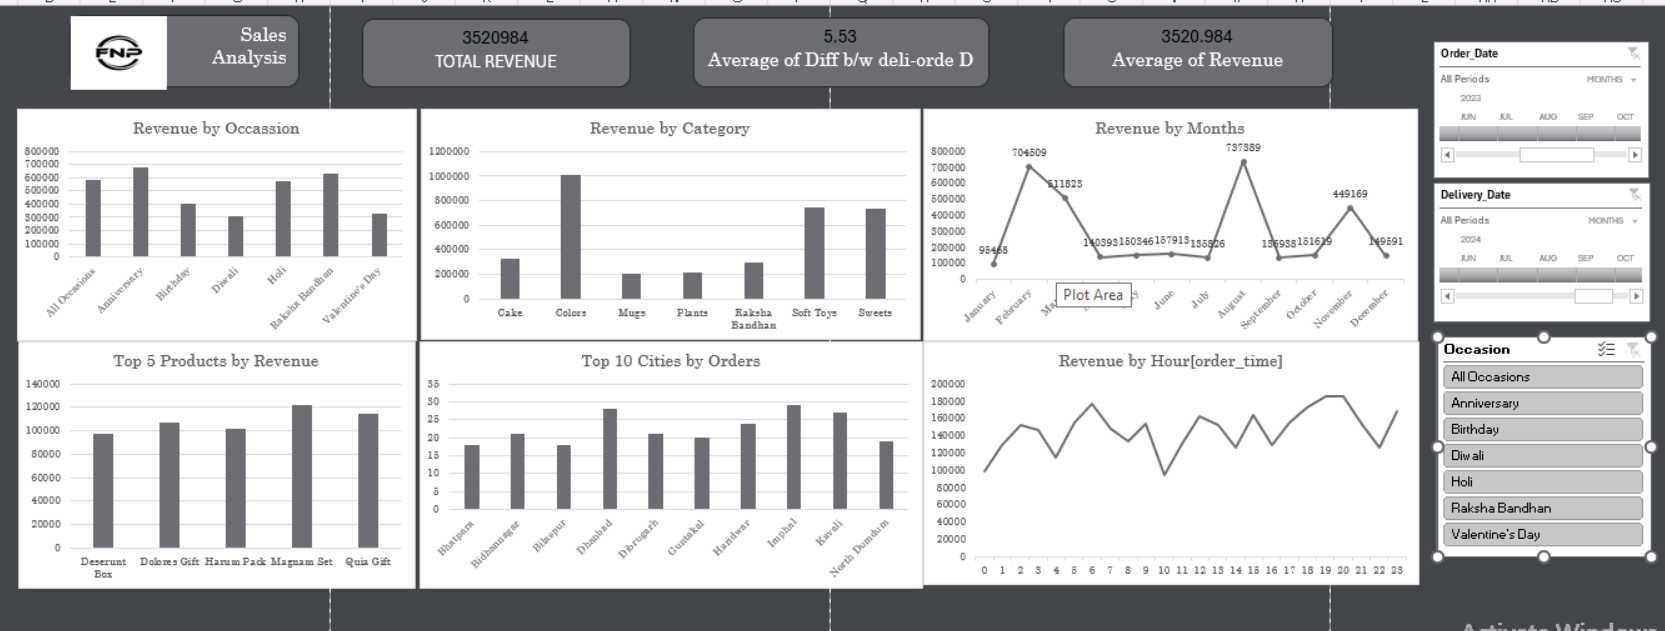 FNP
Sales
Analysis
3520984
TOTAL REVENUE
5.53
Average of Diff b/w deli-orde D
3520.984
Average of Revenue
Order_Date
All Periods MONTHS
2023
JUN JUL AUG SEP OCT
Delivery_Date
All Periods MONTHS
2024
JUN JUL AUG SEP OCT
Occasion
All Occasions
Anniversary
Birthday
Diwali
Holi
Raksha Bandhan
Valentine's Day
Revenue by Occassion
800000
700000
600000
500000
400000
300000
200000
100000
0
All Occasions Anniversary Birthday Diwali Holi Raksha Bandhan Valentine's Day
Revenue by Category
1200000
1000000
800000
600000
400000
200000
0
Cake Colors Mugs Plants Raksha Bandhan Soft Toys Sweets
Revenue by Months
800000
700000
600000
500000
400000
300000
200000
100000
0
95468 704509 511823 140393 150346 157913 135826 737389 136938 151619 449169 149591
January February June July August September October November December
Plot Area
Top 5 Products by Revenue
140000
120000
100000
80000
60000
40000
20000
0
Deserunt Box Dolores Gift Harum Pack Magnam Set Quia Gift
Top 10 Cities by Orders
35
30
25
20
15
10
5
0
Bhatpara Bidhannagar Bilaspur Dhanbad Dibrugarh Guntakal Haridwar Imphal Kavali North Dumdum
Revenue by Hour[order_time]
200000
180000
160000
140000
120000
100000
80000
60000
40000
20000
0
0 1 2 3 4 5 6 7 8 9 10 11 12 13 14 15 16 17 18 19 20 21 22 23